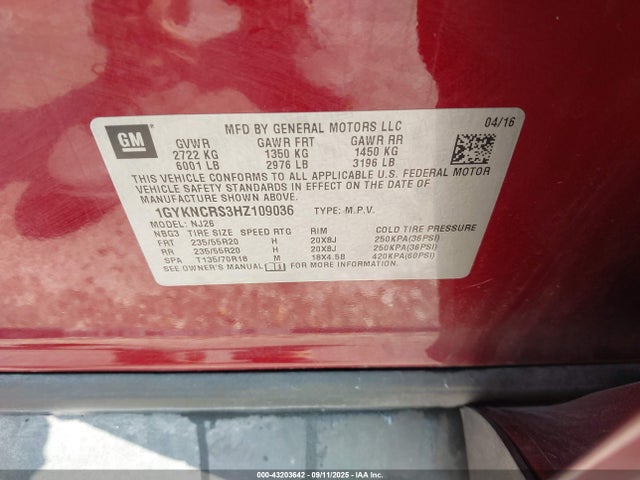 GM
MFD BY GENERAL MOTORS LLC
04/16
GVWR GAWR FRT GAWR RR
2722 KG 1350 KG 1450 KG
6001 LB 2976 LB 3196 LB
THIS VEHICLE CONFORMS TO ALL APPLICABLE U.S. FEDERAL MOTOR
VEHICLE SAFETY STANDARDS IN EFFECT ON THE DATE OF
MANUFACTURE SHOWN ABOVE.
1GYKNCRS3HZ109036 TYPE: M.P.V.
MODEL: NJ26
NBG3 TIRE SIZE SPEED RTG RIM COLD TIRE PRESSURE
FRT 235/55R20 H 20X8J 250KPA(36PSI)
RR 235/55R20 H 20X8J 250KPA(36PSI)
SPA T135/70R18 M 18X4.5B 420KPA(60PSI)
SEE OWNER'S MANUAL FOR MORE INFORMATION
000-43203642 - 09/11/2025 - IAA Inc.